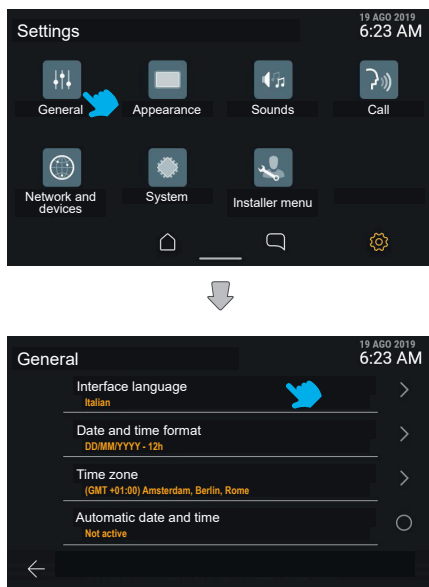 19 AGO 2019
Settings
6:23 AM
General
Appearance
Sounds
Call
Network and
devices
System
Installer menu
19 AGO 2019
General
6:23 AM
Interface language
Italian
Date and time format
DD/MM/YYYY - 12h
Time zone
(GMT +01:00) Amsterdam, Berlin, Rome
Automatic date and time
Not active